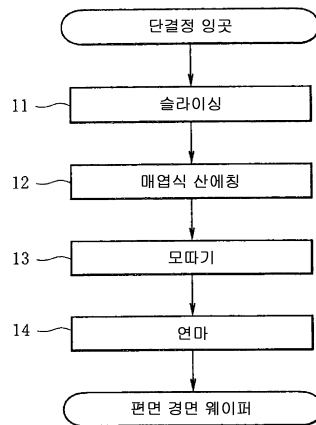 단결정 잉곳
11 슬라이싱
12 매엽식 산에칭
13 모따기
14 연마
편면 경면 웨이퍼